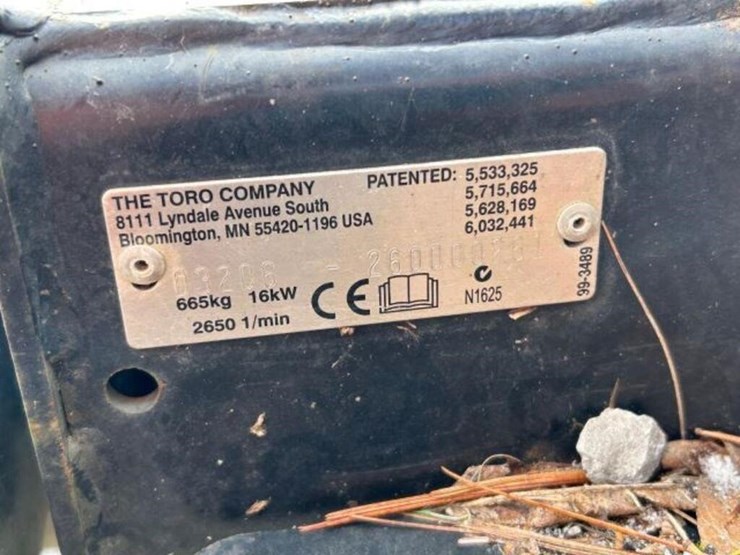 THE TORO COMPANY
8111 Lyndale Avenue South
Bloomington, MN 55420-1196 USA
PATENTED: 5,533,325
5,715,664
5,628,169
6,032,441
665kg 16kW CE N1625
2650 1/min
99-3489